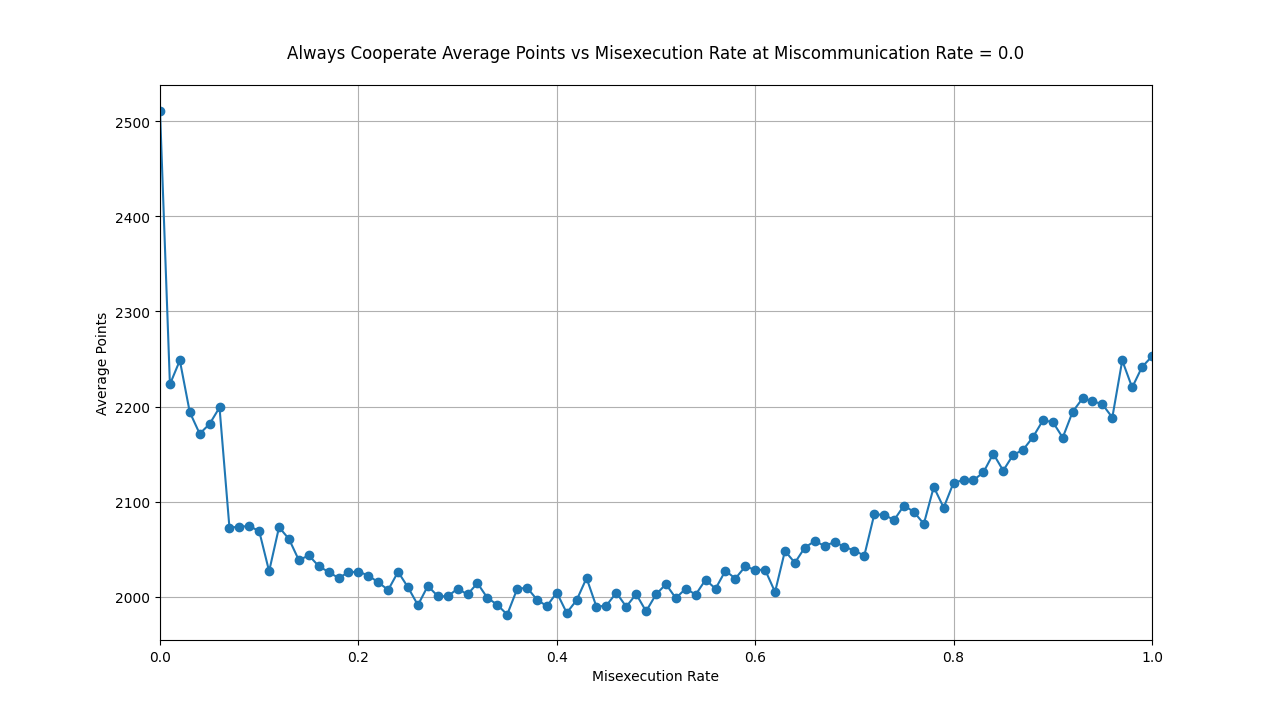 Always Cooperate Average Points vs Misexecution Rate at Miscommunication Rate = 0.0
Average Points
2500
2400
2300
2200
2100
2000
0.0 0.2 0.4 0.6 0.8 1.0
Misexecution Rate